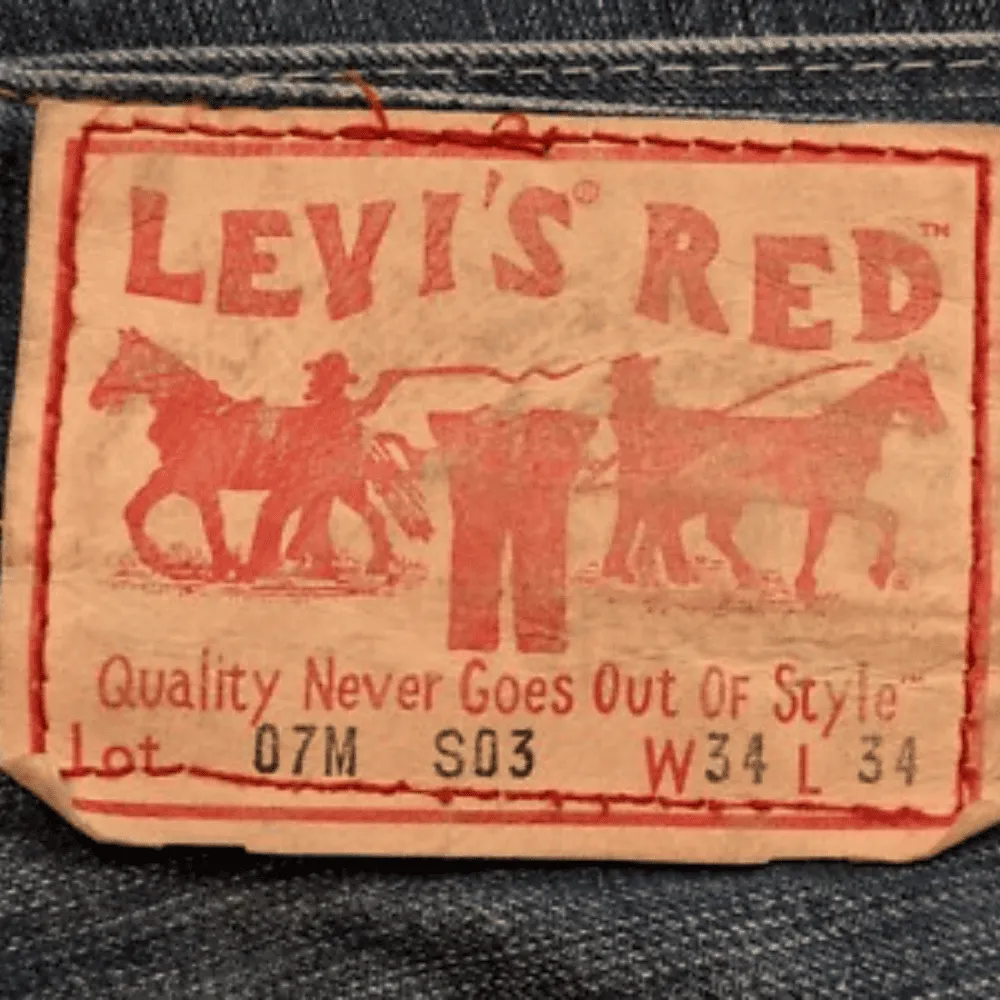 LEVI'S® RED™
Quality Never Goes Out Of Style™
Lot 07M S03 W34 L 34